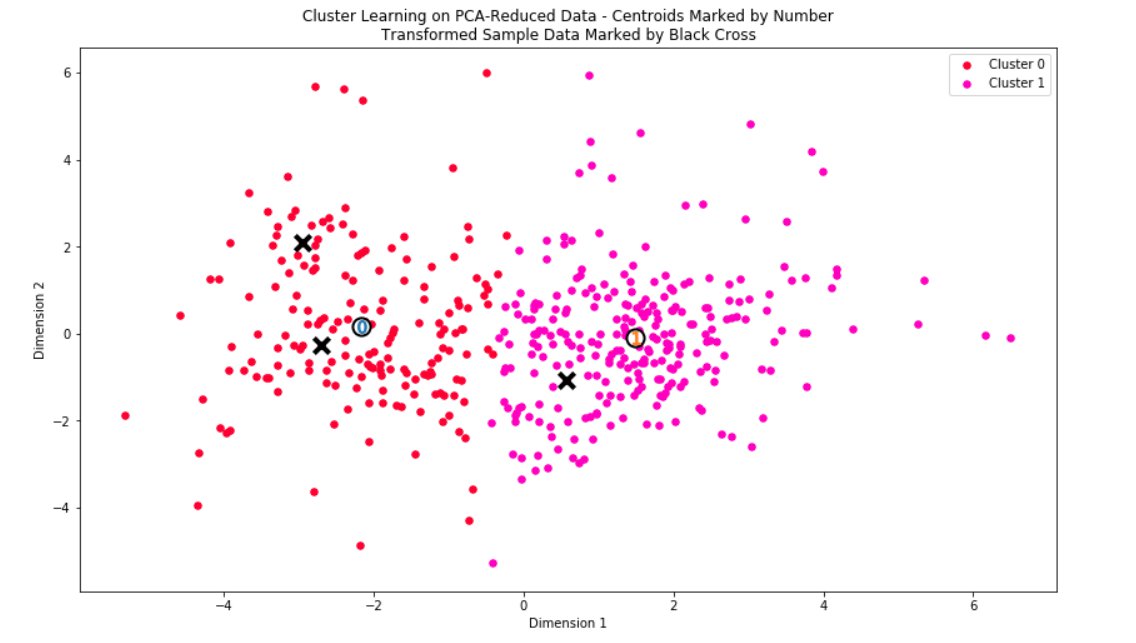 Cluster Learning on PCA-Reduced Data - Centroids Marked by Number
Transformed Sample Data Marked by Black Cross
Cluster 0
Cluster 1
6
4
2
0
−2
−4
Dimension 2
0
1
−4
−2
0
2
4
6
Dimension 1